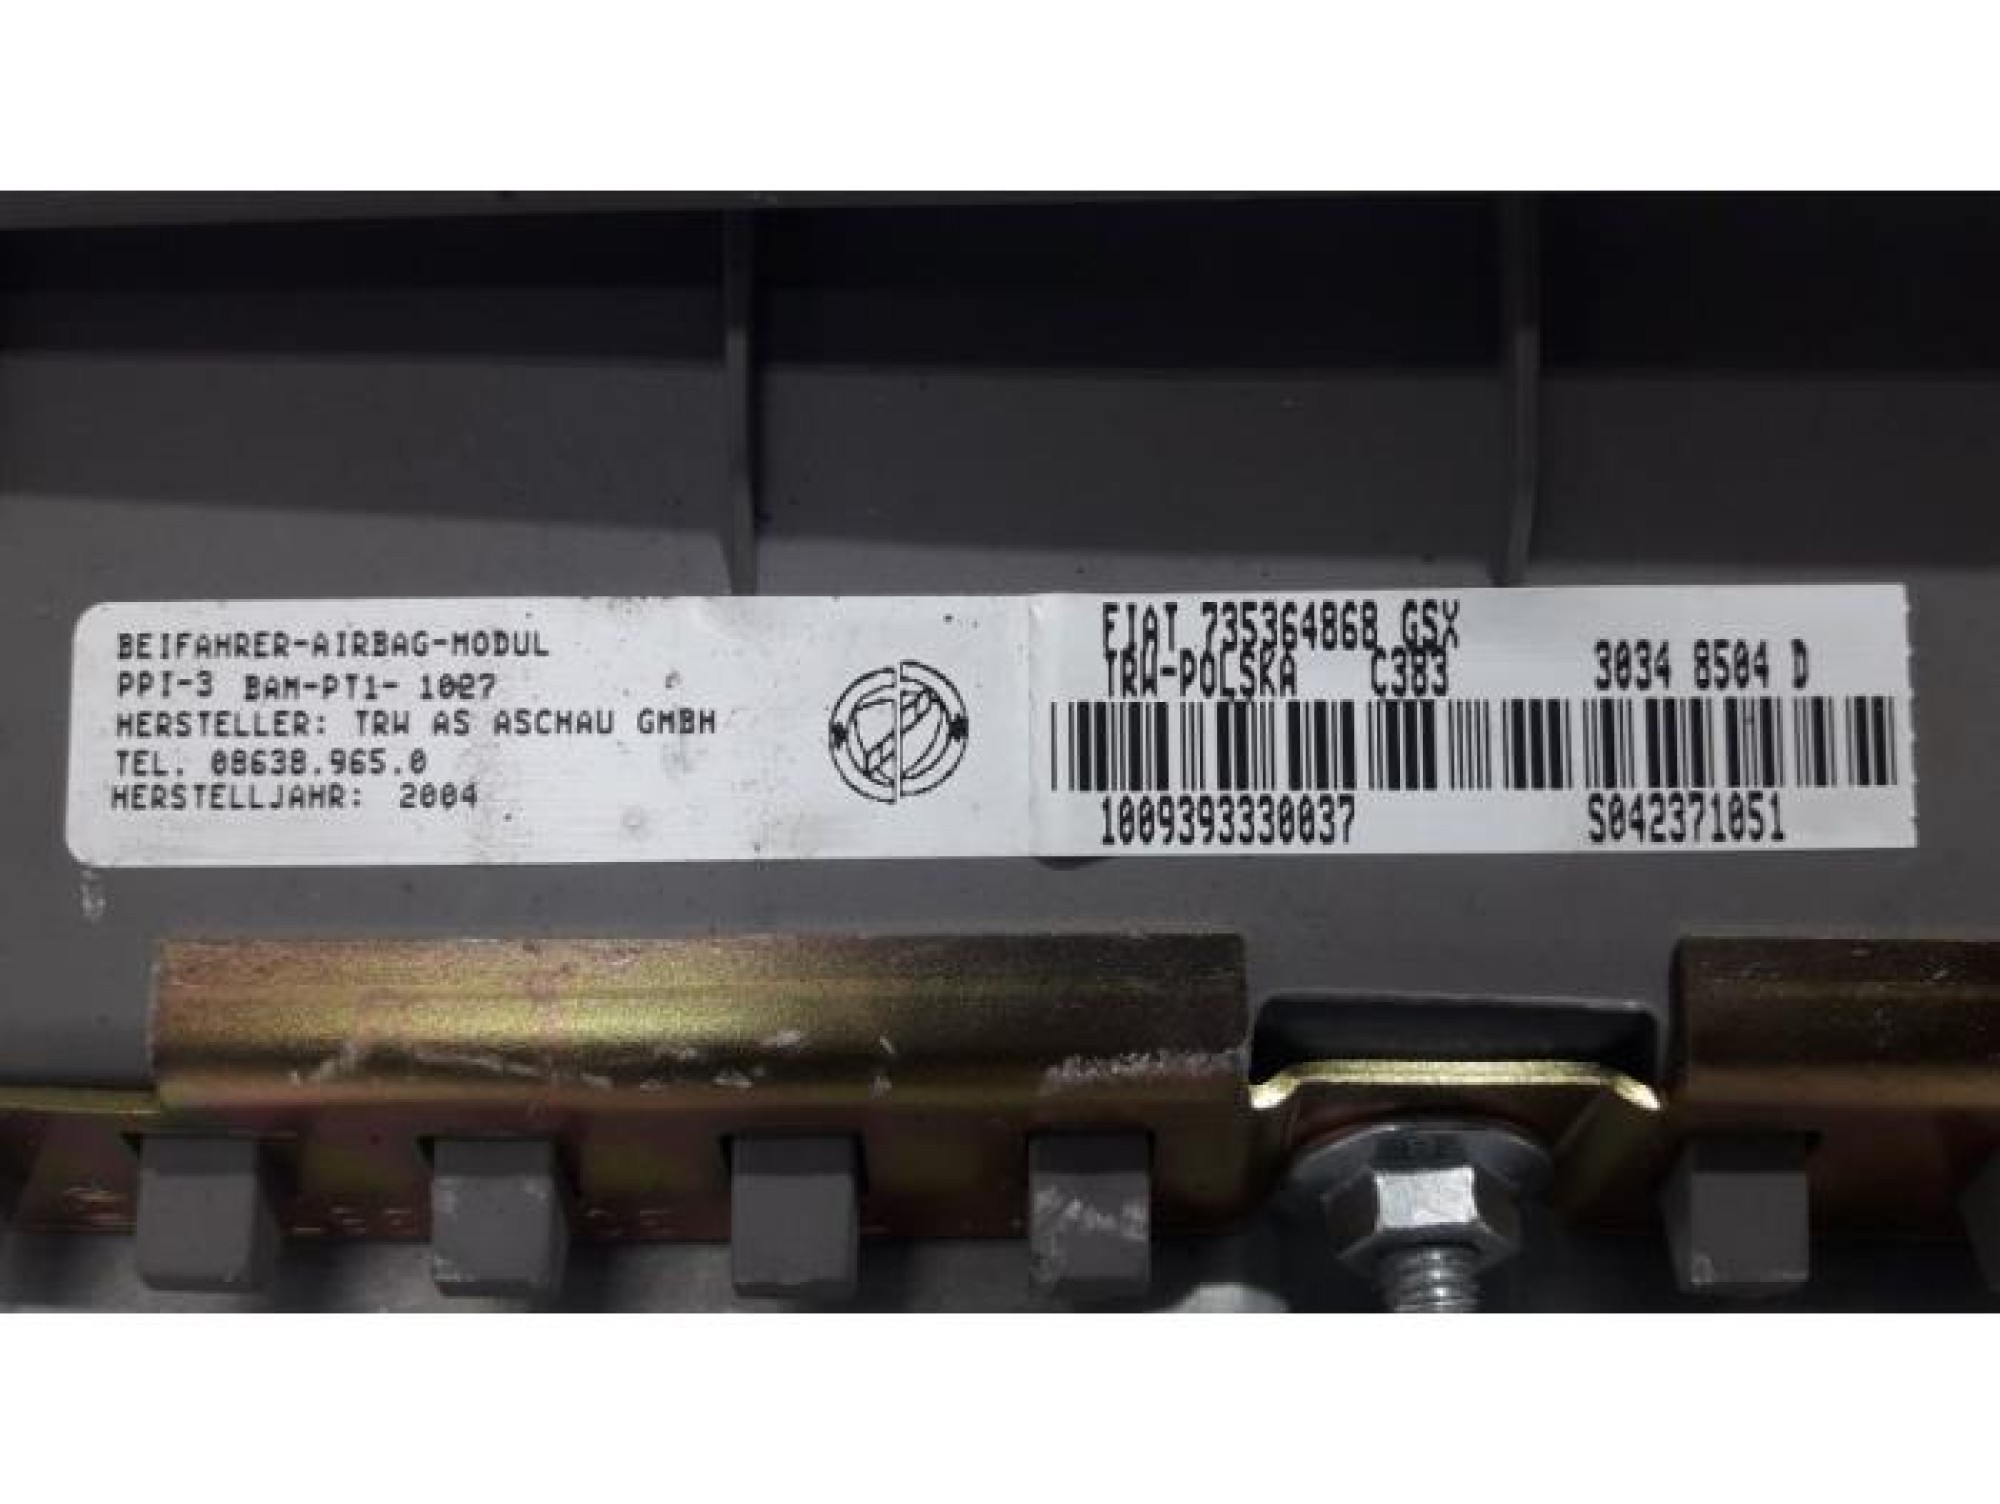 BEIFAHRER-AIRBAG-MODUL
PPI-3 BAM-PT1- 1027
HERSTELLER: TRW AS ASCHAU GMBH
TEL. 08638.965.0
HERSTELLJAHR: 2004
FIAT 735364868 GSX
TRW-POLSKA C383 3034 8504 D
1009393330037 S042371051